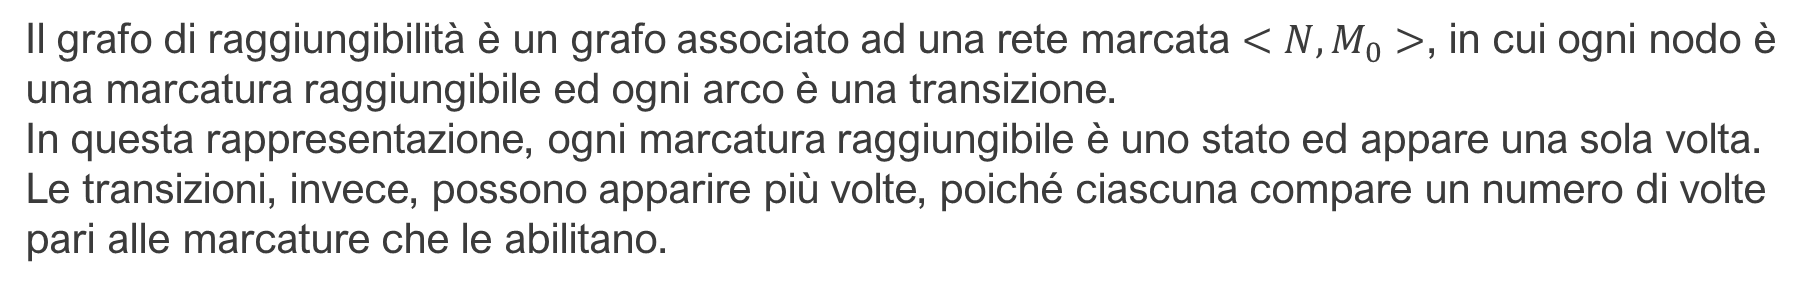 Il grafo di raggiungibilità è un grafo associato ad una rete marcata < N, M₀ >, in cui ogni nodo è
una marcatura raggiungibile ed ogni arco è una transizione.
In questa rappresentazione, ogni marcatura raggiungibile è uno stato ed appare una sola volta.
Le transizioni, invece, possono apparire più volte, poiché ciascuna compare un numero di volte
pari alle marcature che le abilitano.